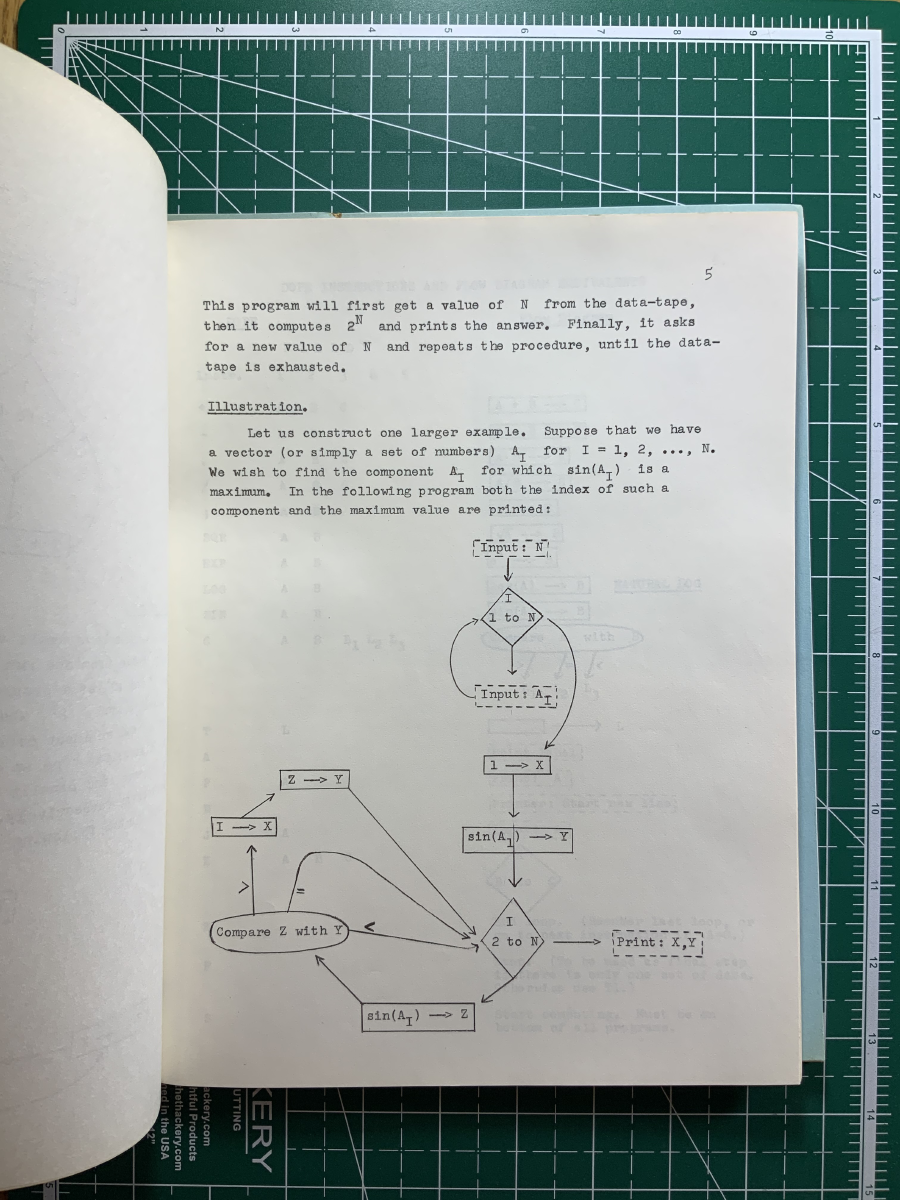 5
This program will first get a value of N from the data-tape,
then it computes 2^N and prints the answer. Finally, it asks
for a new value of N and repeats the procedure, until the data-
tape is exhausted.
Illustration.
Let us construct one larger example. Suppose that we have
a vector (or simply a set of numbers) A_I for I = 1, 2, ..., N.
We wish to find the component A_I for which sin(A_I) is a
maximum. In the following program both the index of such a
component and the maximum value are printed:
Input: N
I
1 to N
Input: A_I
1 → X
Z → Y
I → X
sin(A_1) → Y
>
=
<
Compare Z with Y
I
2 to N
Print: X,Y
sin(A_I) → Z
0
1
2
3
4
5
6
7
8
9
10
1
2
3
4
5
6
7
8
9
10
11
12
13
14
15
KERY
UTTING
ackery.com
htful Products
hethackery.com
ed in the USA
12"